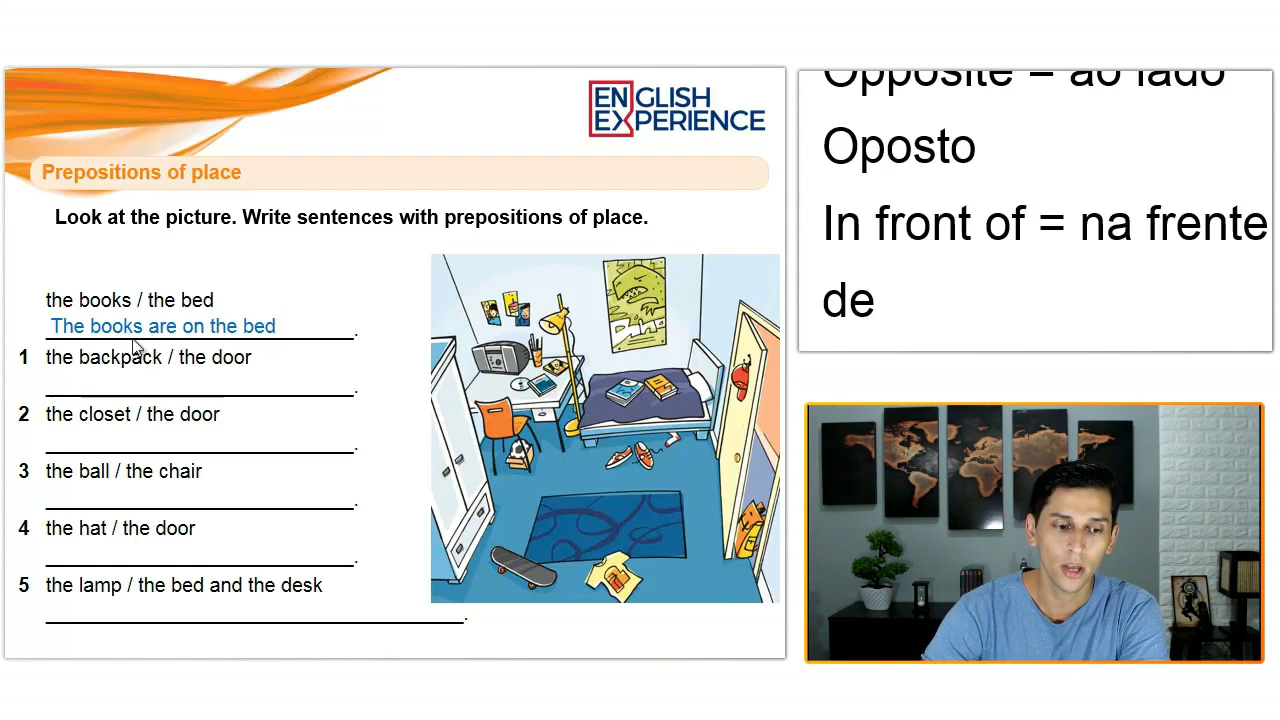 ENGLISH
EXPERIENCE
Prepositions of place
Look at the picture. Write sentences with prepositions of place.
the books / the bed
The books are on the bed
.
1 the backpack / the door
.
2 the closet / the door
.
3 the ball / the chair
.
4 the hat / the door
.
5 the lamp / the bed and the desk
.
Opposite = ao lado
Oposto
In front of = na frente
de